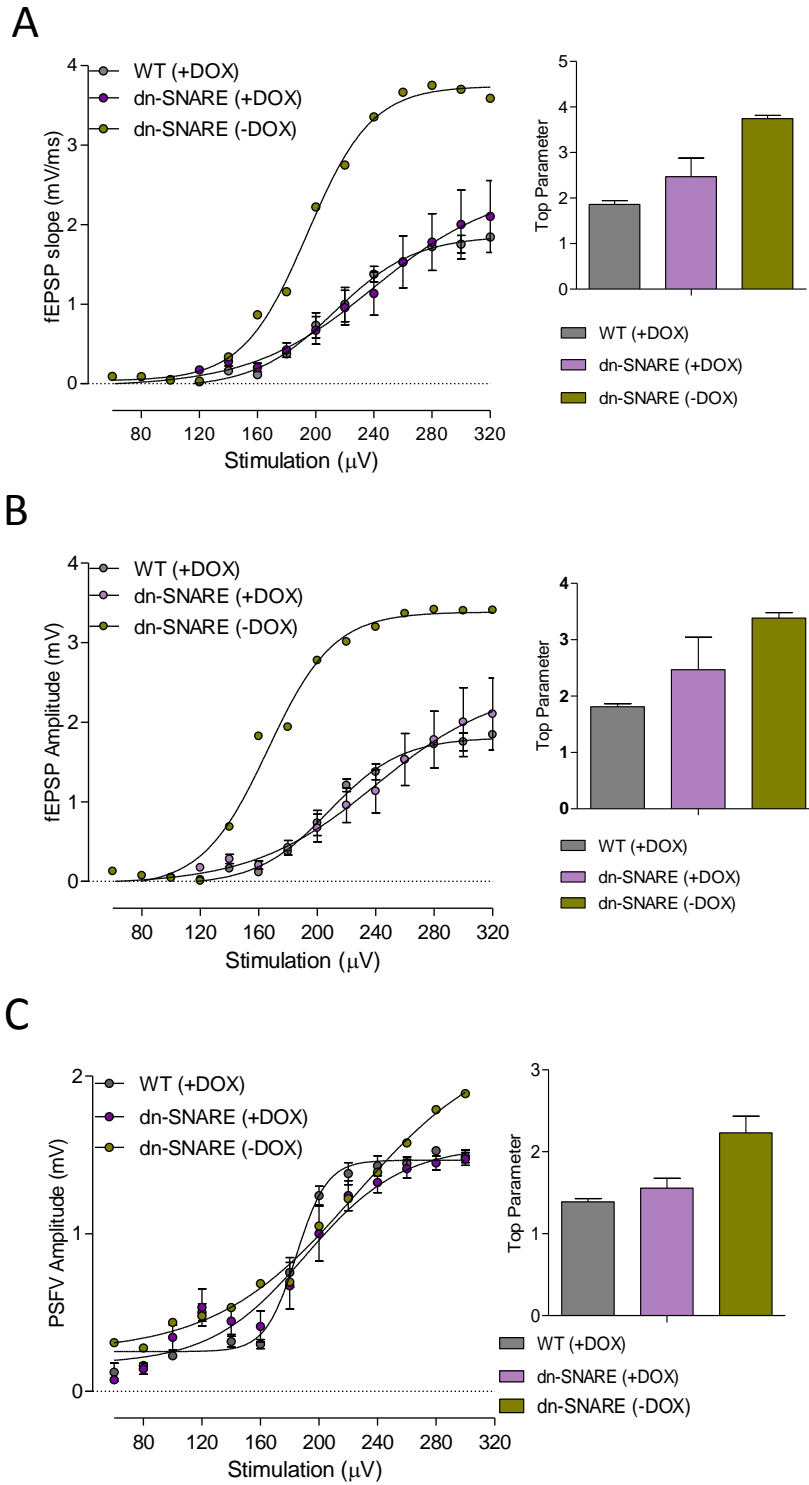 A
WT (+DOX)
dn-SNARE (+DOX)
dn-SNARE (-DOX)
fEPSP slope (mV/ms)
4
3
2
1
0
80 120 160 200 240 280 320
Stimulation (μV)
Top Parameter
5
4
3
2
1
0
WT (+DOX)
dn-SNARE (+DOX)
dn-SNARE (-DOX)
B
WT (+DOX)
dn-SNARE (+DOX)
dn-SNARE (-DOX)
fEPSP Amplitude (mV)
4
3
2
1
0
80 120 160 200 240 280 320
Stimulation (μV)
Top Parameter
4
3
2
1
0
WT (+DOX)
dn-SNARE (+DOX)
dn-SNARE (-DOX)
C
WT (+DOX)
dn-SNARE (+DOX)
dn-SNARE (-DOX)
PSFV Amplitude (mV)
2
1
0
80 120 160 200 240 280 320
Stimulation (μV)
Top Parameter
3
2
1
0
WT (+DOX)
dn-SNARE (+DOX)
dn-SNARE (-DOX)